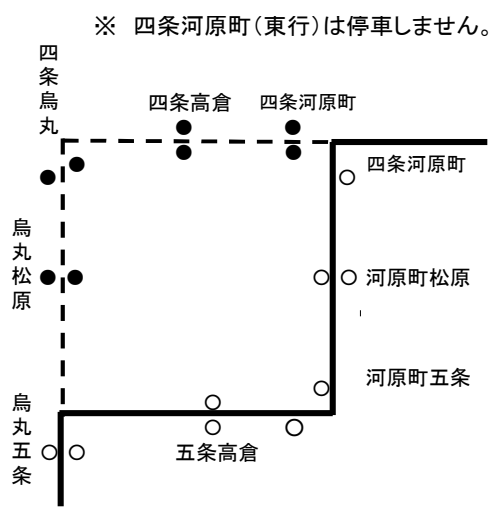 ※ 四条河原町(東行)は停車しません。
四条烏丸
四条高倉
四条河原町
四条河原町
烏丸松原
河原町松原
河原町五条
烏丸五条
五条高倉